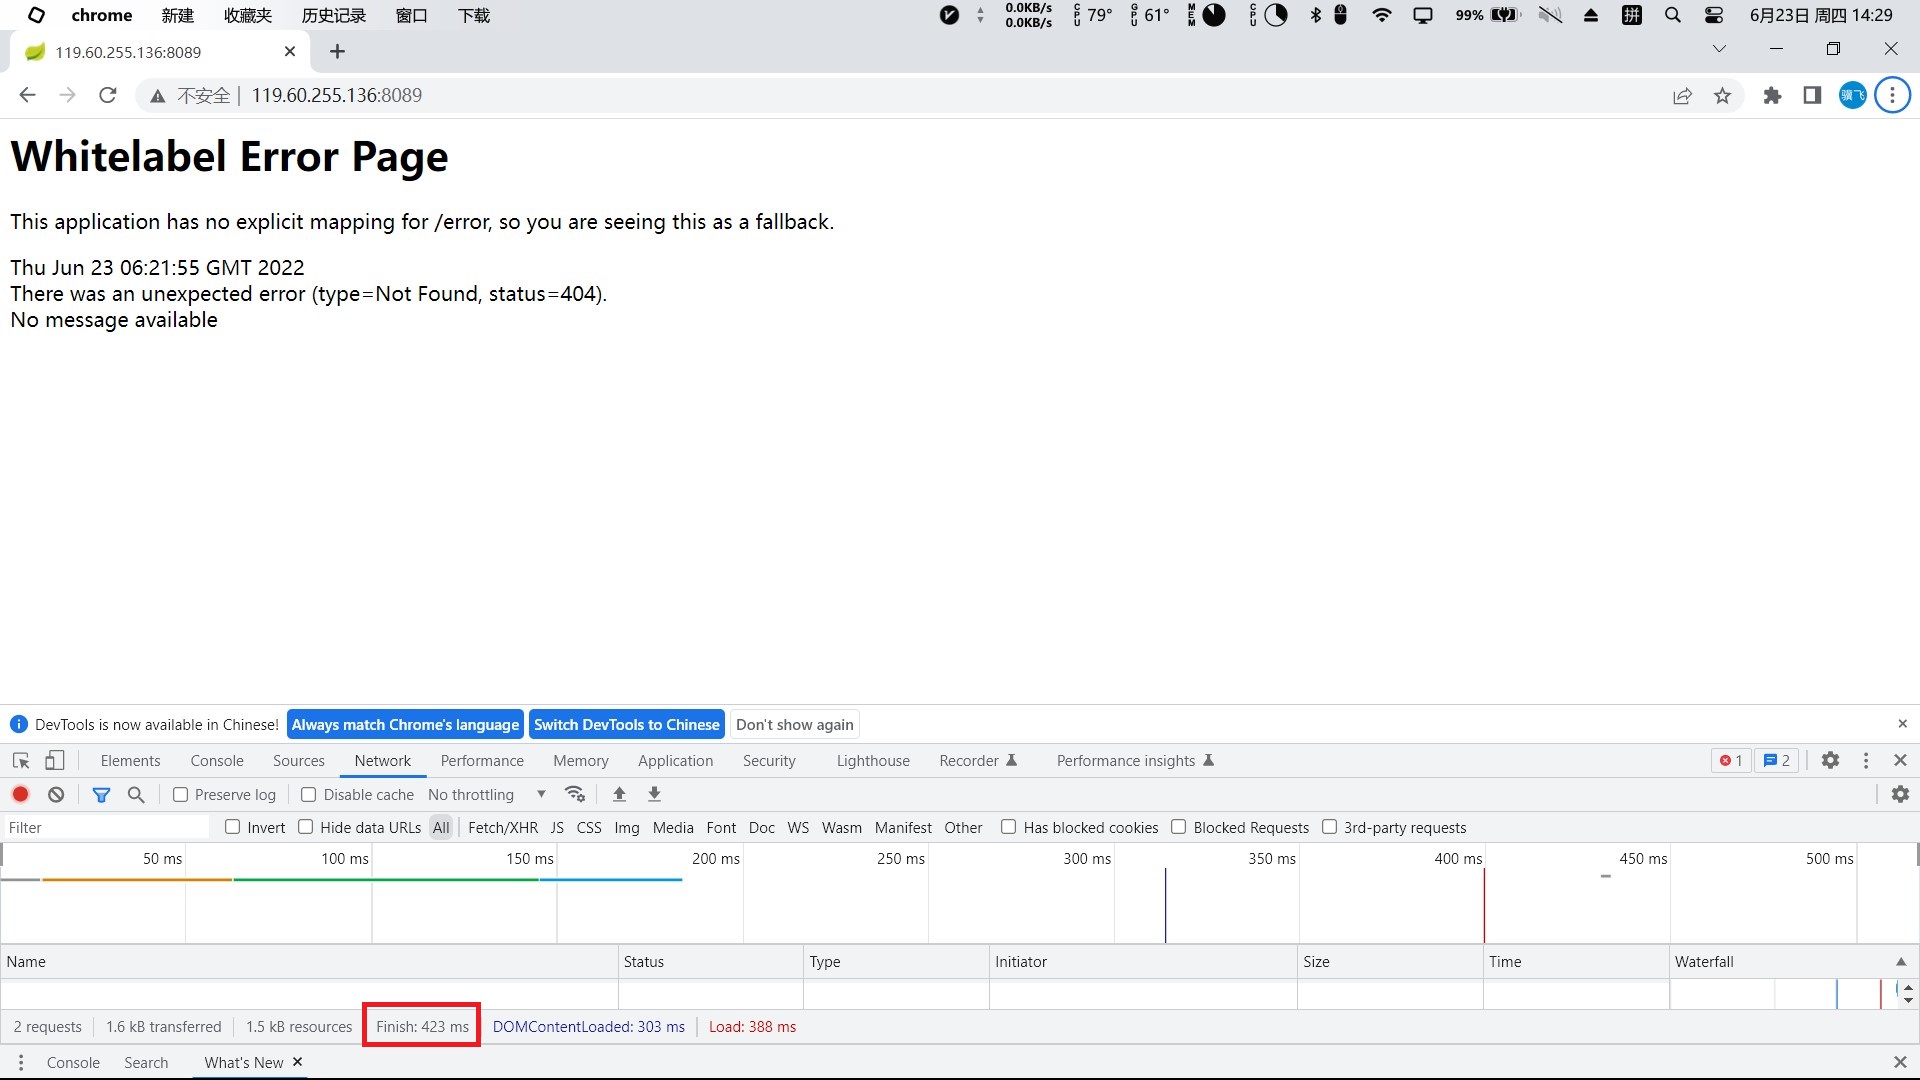 chrome 新建 收藏夹 历史记录 窗口 下载 0.0KB/s 0.0KB/s CPU 79° GPU 61° MEM CPU 99% 拼 6月23日 周四 14:29
119.60.255.136:8089
不安全 119.60.255.136:8089 骥飞
Whitelabel Error Page
This application has no explicit mapping for /error, so you are seeing this as a fallback.
Thu Jun 23 06:21:55 GMT 2022
There was an unexpected error (type=Not Found, status=404).
No message available
DevTools is now available in Chinese! Always match Chrome's language Switch DevTools to Chinese Don't show again
Elements Console Sources Network Performance Memory Application Security Lighthouse Recorder Performance insights 1 2
Preserve log Disable cache No throttling
Filter Invert Hide data URLs All Fetch/XHR JS CSS Img Media Font Doc WS Wasm Manifest Other Has blocked cookies Blocked Requests 3rd-party requests
50 ms 100 ms 150 ms 200 ms 250 ms 300 ms 350 ms 400 ms 450 ms 500 ms
Name Status Type Initiator Size Time Waterfall
2 requests 1.6 kB transferred 1.5 kB resources Finish: 423 ms DOMContentLoaded: 303 ms Load: 388 ms
Console Search What's New